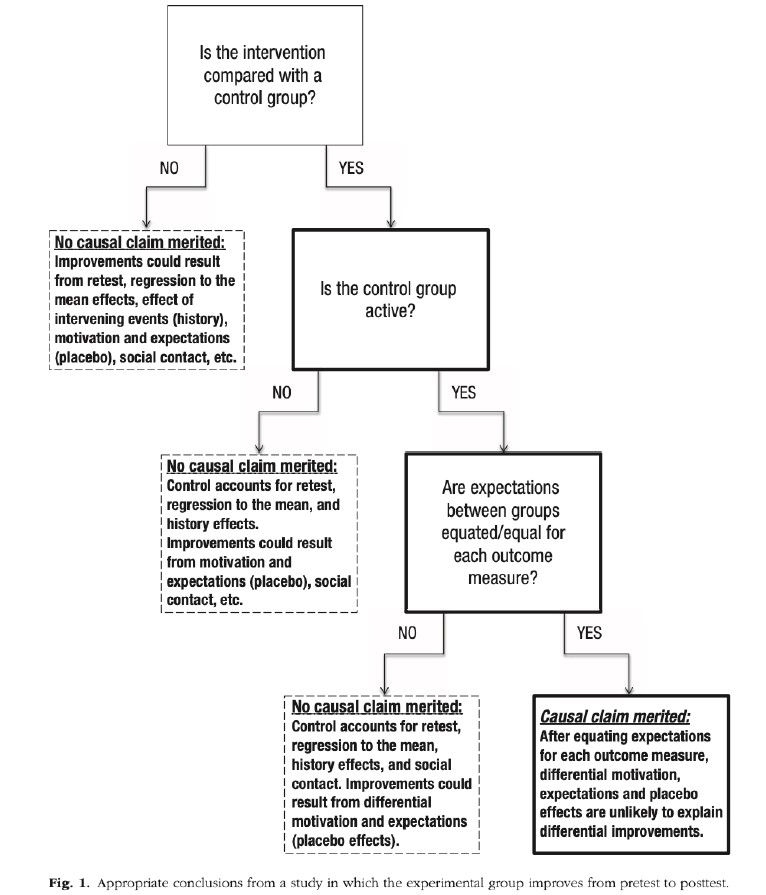 Is the intervention
compared with a
control group?
NO
YES
No causal claim merited:
Improvements could result
from retest, regression to the
mean effects, effect of
intervening events (history),
motivation and expectations
(placebo), social contact, etc.
Is the control group
active?
NO
YES
No causal claim merited:
Control accounts for retest,
regression to the mean, and
history effects.
Improvements could result
from motivation and
expectations (placebo), social
contact, etc.
Are expectations
between groups
equated/equal for
each outcome
measure?
NO
YES
No causal claim merited:
Control accounts for retest,
regression to the mean,
history effects, and social
contact. Improvements could
result from differential
motivation and expectations
(placebo effects).
Causal claim merited:
After equating expectations
for each outcome measure,
differential motivation,
expectations and placebo
effects are unlikely to explain
differential improvements.
Fig. 1. Appropriate conclusions from a study in which the experimental group improves from pretest to posttest.